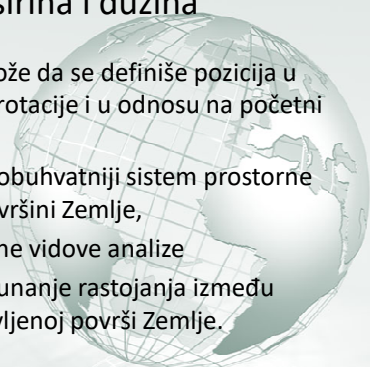 širina i dužina
ože da se definiše pozicija u
rotacije i u odnosu na početni
obuhvatniji sistem prostorne
vršini Zemlje,
ne vidove analize
unanje rastojanja između
vljenoj površi Zemlje.